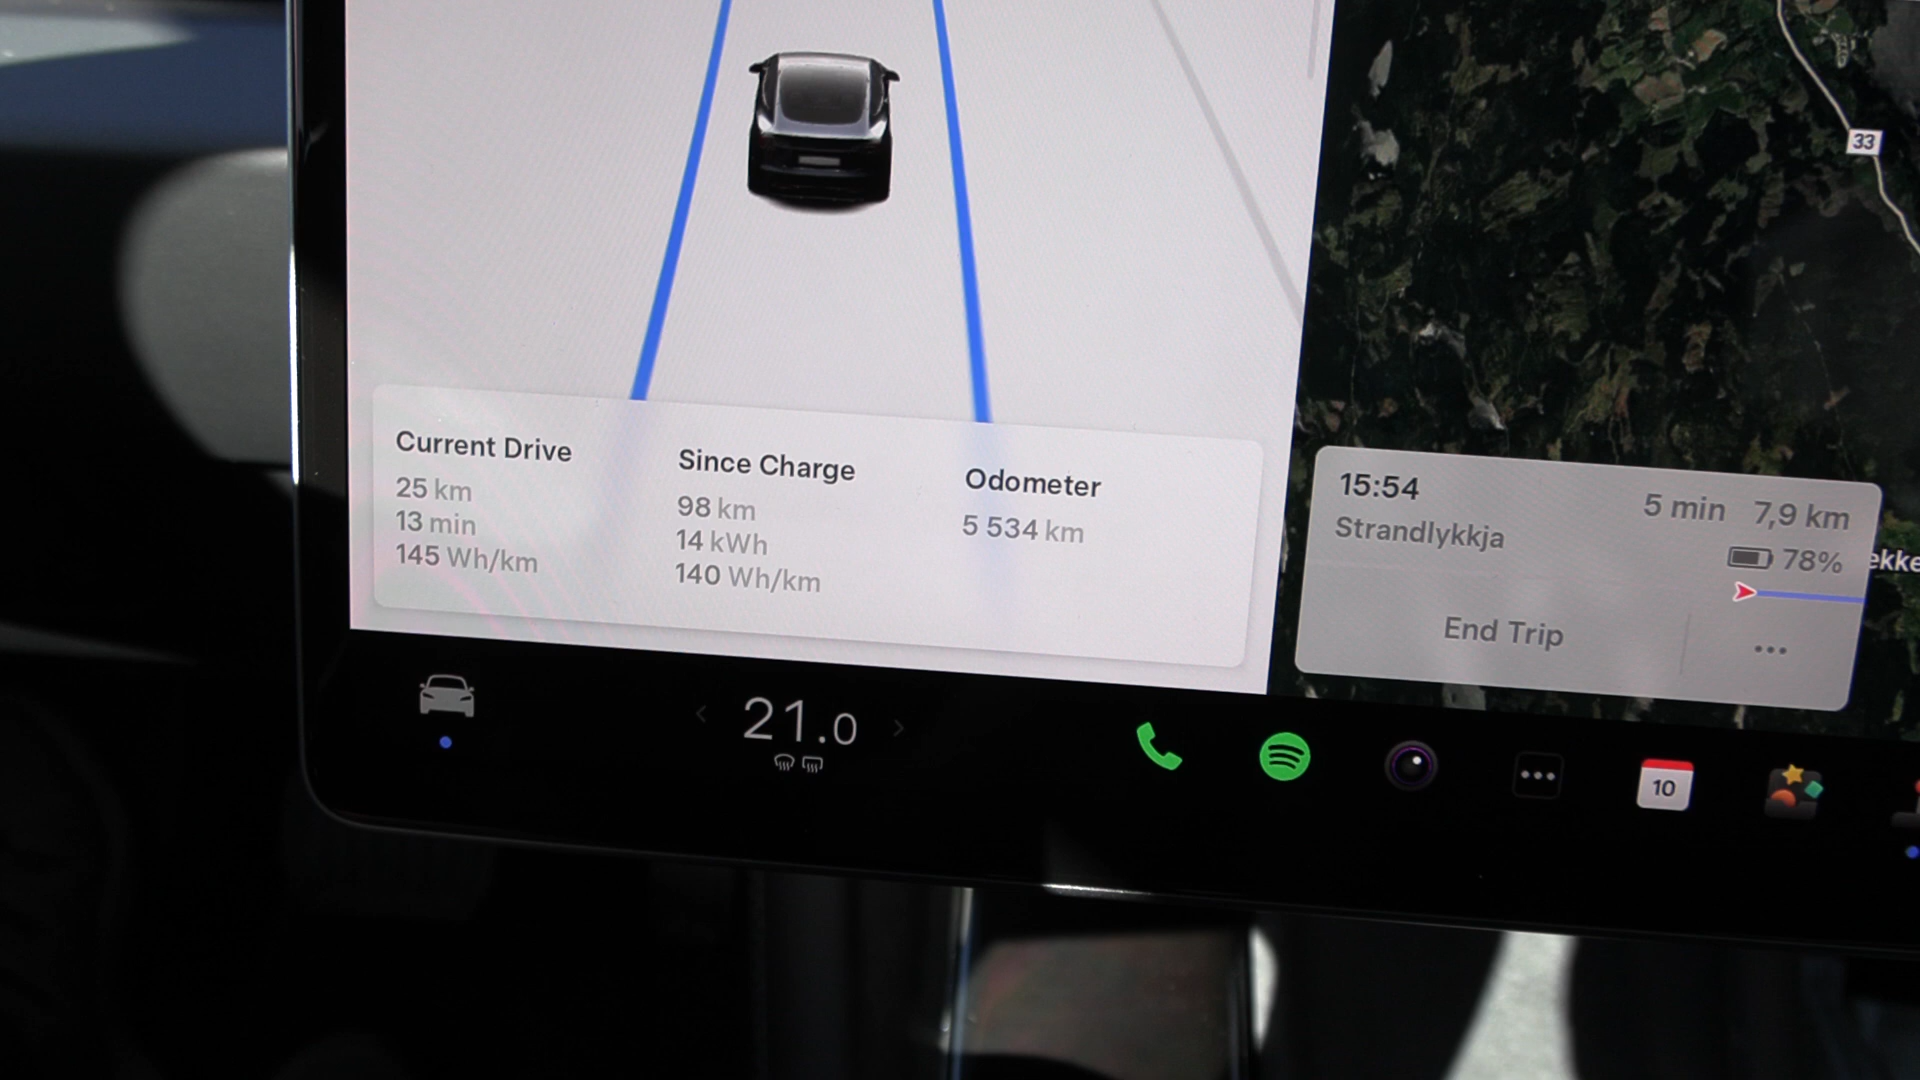 33
Current Drive
25 km
13 min
145 Wh/km
Since Charge
98 km
14 kWh
140 Wh/km
Odometer
5 534 km
15:54
5 min 7,9 km
Strandlykkja
78%
ekke
End Trip
21.0
10